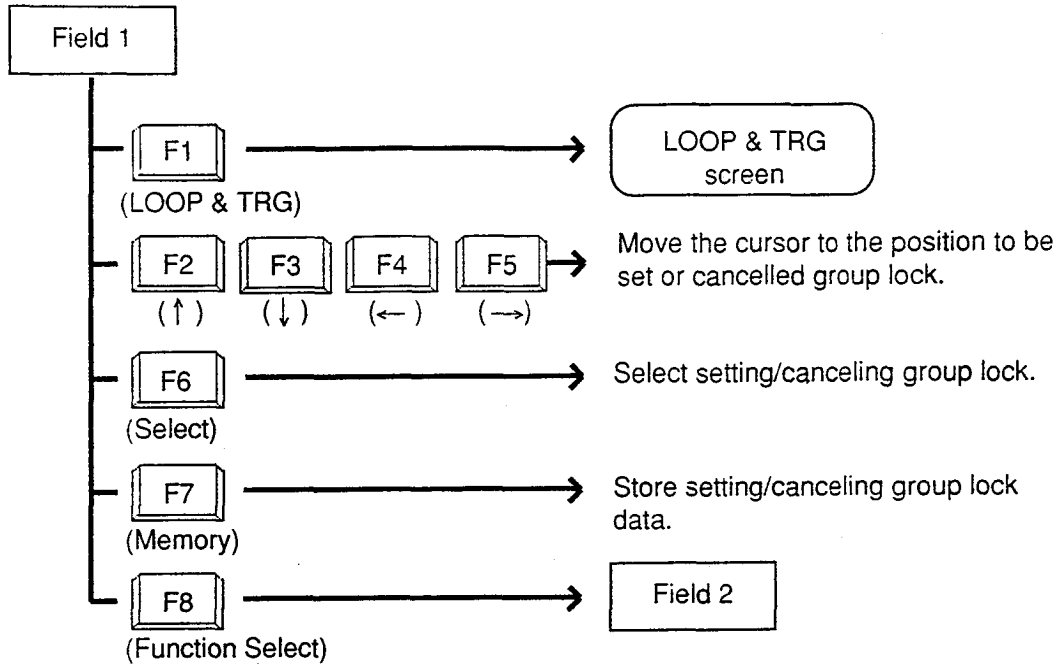 Field 1
F1
(LOOP & TRG)
LOOP & TRG
screen
F2 F3 F4 F5
(↑) (↓) (←) (→)
Move the cursor to the position to be
set or cancelled group lock.
F6
(Select)
Select setting/canceling group lock.
F7
(Memory)
Store setting/canceling group lock
data.
F8
(Function Select)
Field 2